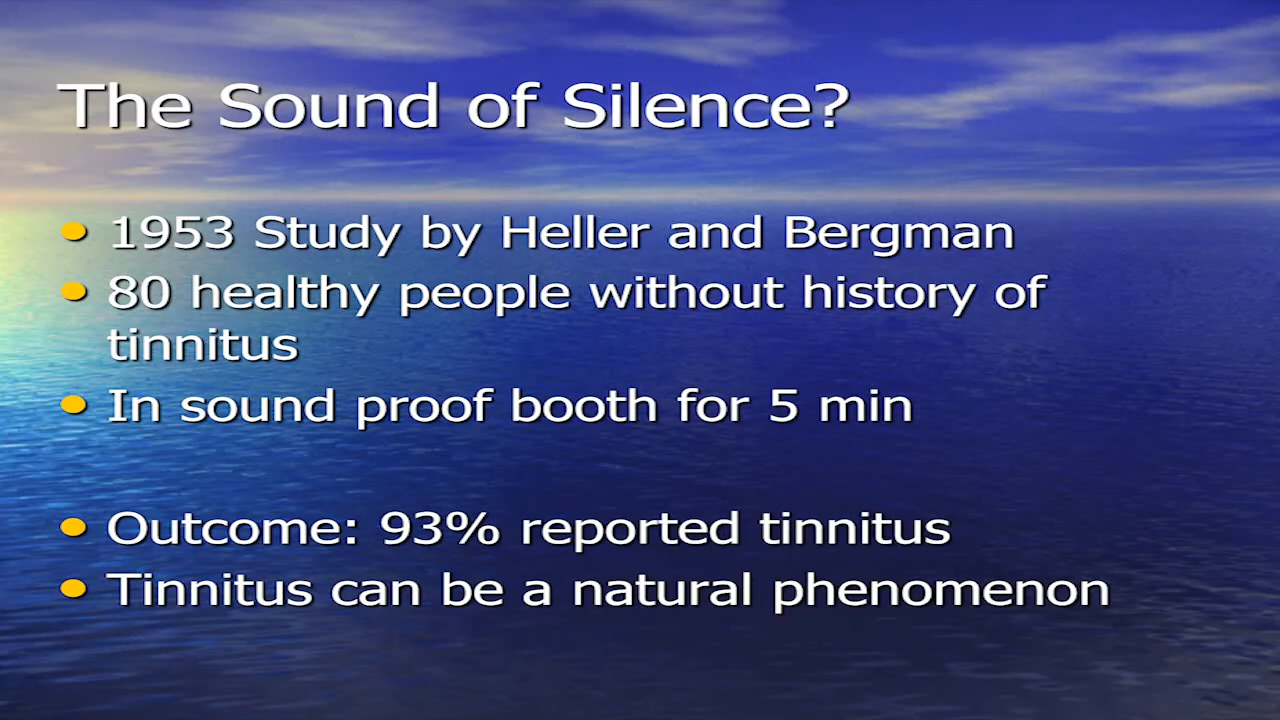 The Sound of Silence?
• 1953 Study by Heller and Bergman
• 80 healthy people without history of
tinnitus
• In sound proof booth for 5 min
• Outcome: 93% reported tinnitus
• Tinnitus can be a natural phenomenon